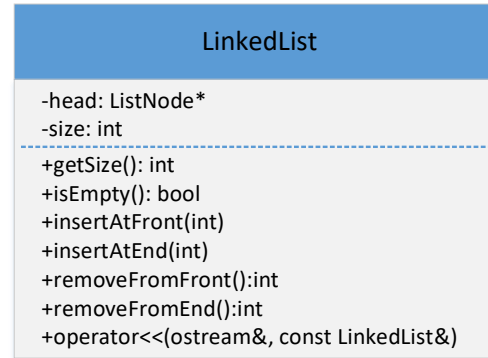 LinkedList
-head: ListNode*
-size: int
+getSize(): int
+isEmpty(): bool
+insertAtFront(int)
+insertAtEnd(int)
+removeFromFront():int
+removeFromEnd():int
+operator<<(ostream&, const LinkedList&)